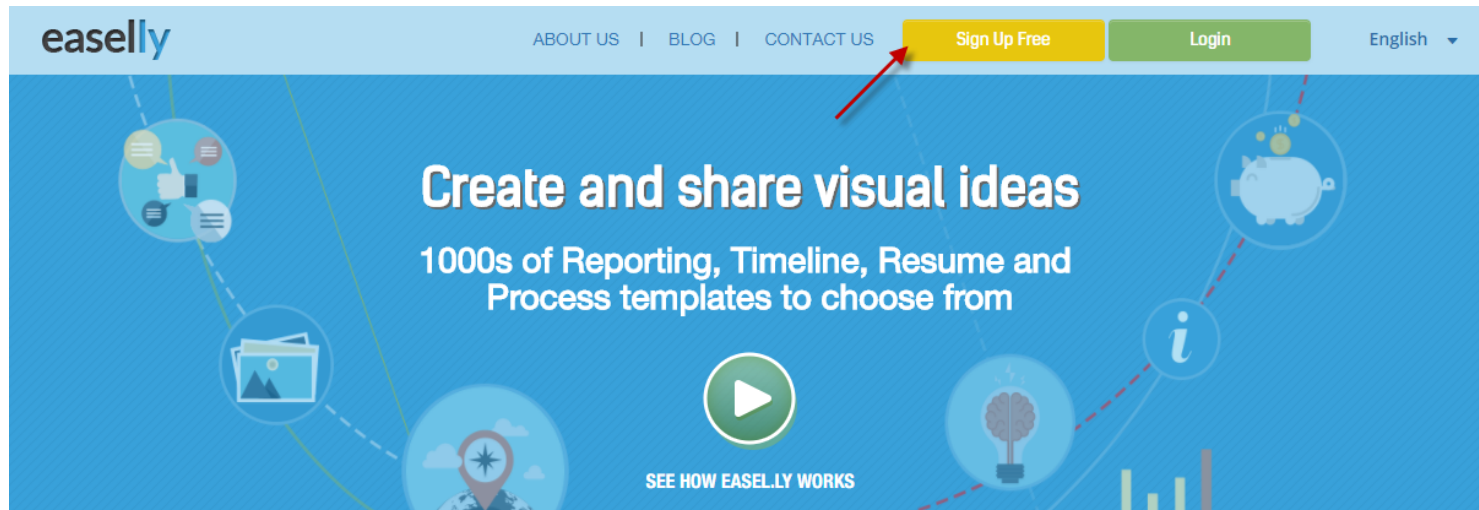 easelly
ABOUT US | BLOG | CONTACT US Sign Up Free Login English
Create and share visual ideas
1000s of Reporting, Timeline, Resume and
Process templates to choose from
i
SEE HOW EASEL.LY WORKS